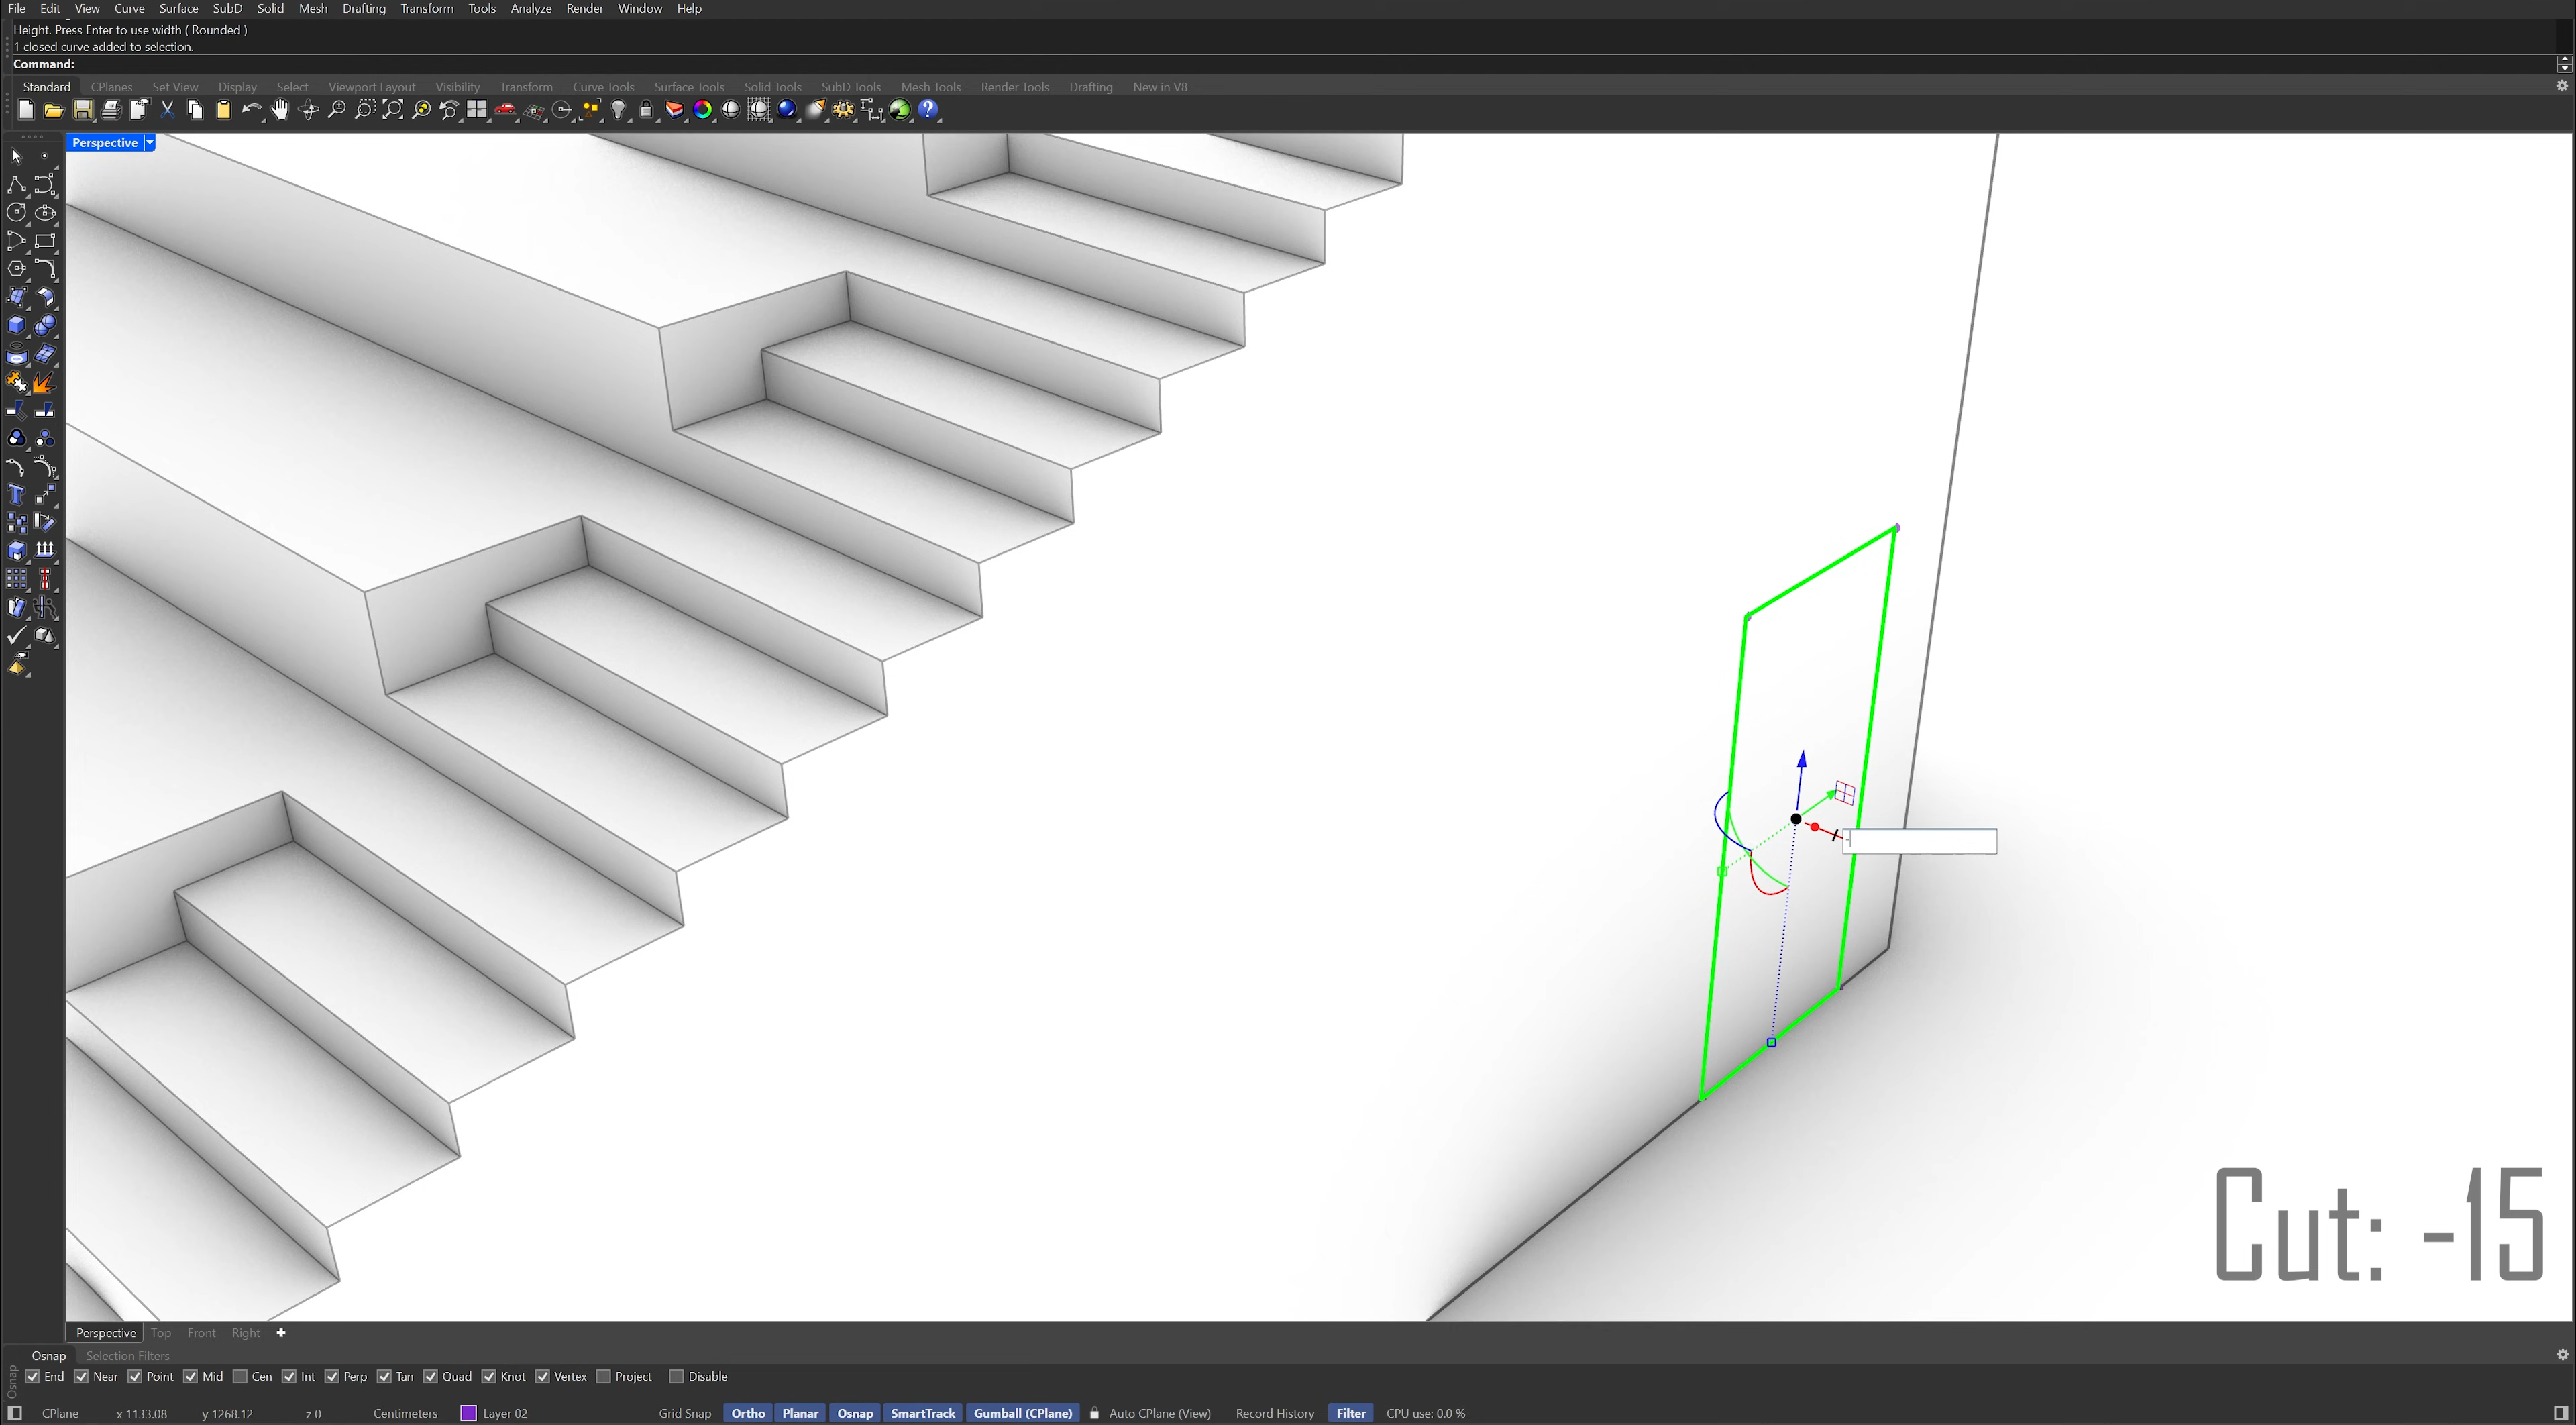 File Edit View Curve Surface Solid SubD Mesh Drafting Transform Tools Analyze Render Window Help
Height. Press Enter to use width ( Rounded )
1 closed curve added to selection.
Command:
Standard CPlanes Set View Display Select Viewport Layout Visibility Transform Curve Tools Surface Tools Solid Tools SubD Tools Mesh Tools Render Tools Drafting New in V8
Perspective
Cut: -15
Perspective Top Front Right
Osnap Selection Filters
Osnap
End Near Point Mid Cen Int Perp Tan Quad Knot Vertex Project Disable
CPlane x 1133.08 y 1268.12 z 0 Centimeters Layer 02 Grid Snap Ortho Planar Osnap SmartTrack Gumball (CPlane) Auto CPlane (View) Record History Filter CPU use: 0.0 %